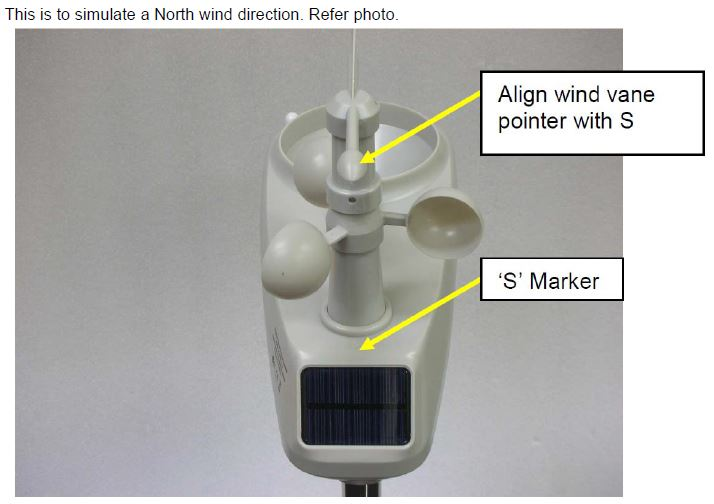 This is to simulate a North wind direction. Refer photo.
Align wind vane
pointer with S
‘S’ Marker